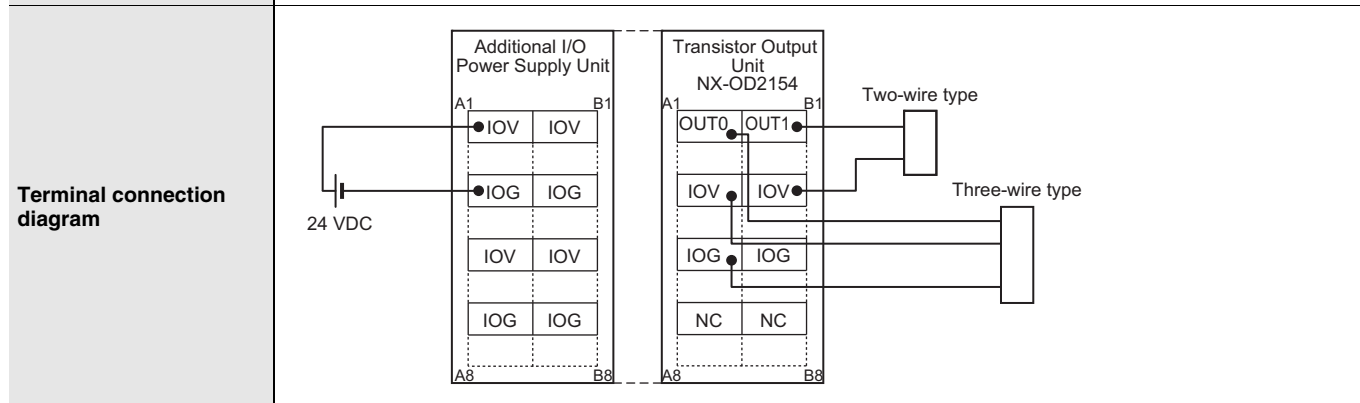 Terminal connection
diagram
Additional I/O
Power Supply Unit
A1
B1
IOV IOV
IOG IOG
IOV IOV
IOG IOG
A8
B8
24 VDC
Transistor Output
Unit
NX-OD2154
A1
B1
OUT0 OUT1
IOV IOV
IOG IOG
NC NC
A8
B8
Two-wire type
Three-wire type